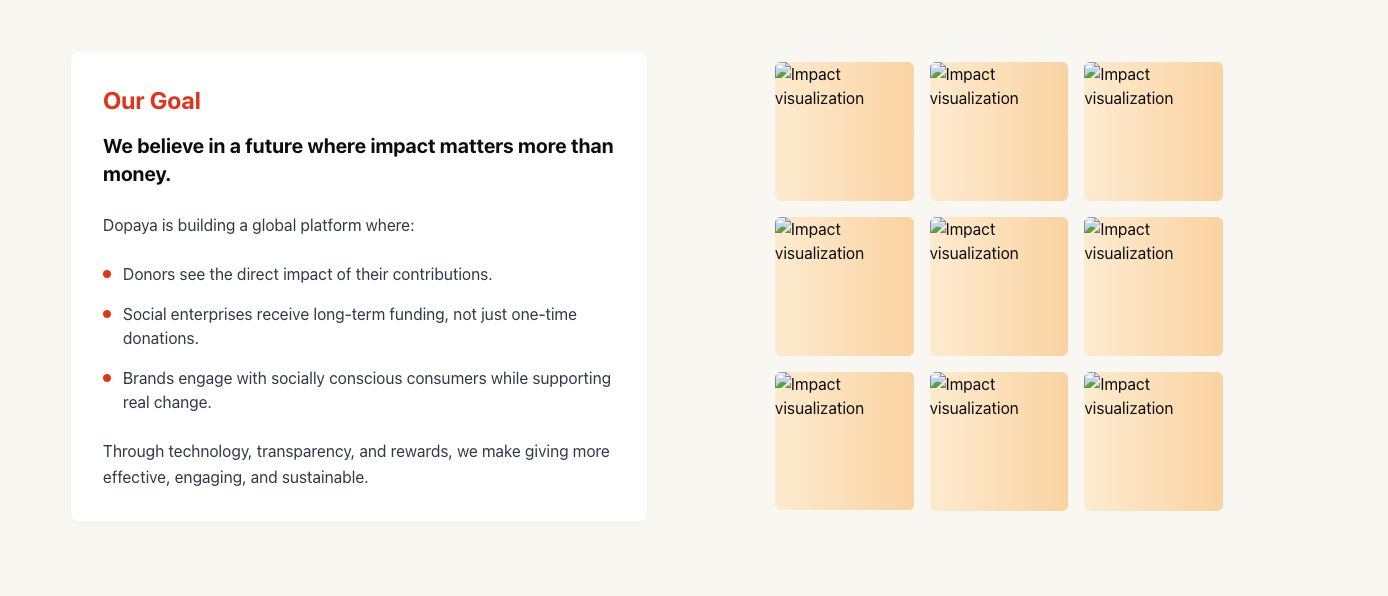 Our Goal
We believe in a future where impact matters more than
money.
Dopaya is building a global platform where:
Donors see the direct impact of their contributions.
Social enterprises receive long-term funding, not just one-time
donations.
Brands engage with socially conscious consumers while supporting
real change.
Through technology, transparency, and rewards, we make giving more
effective, engaging, and sustainable.
Impact
visualization
Impact
visualization
Impact
visualization
Impact
visualization
Impact
visualization
Impact
visualization
Impact
visualization
Impact
visualization
Impact
visualization